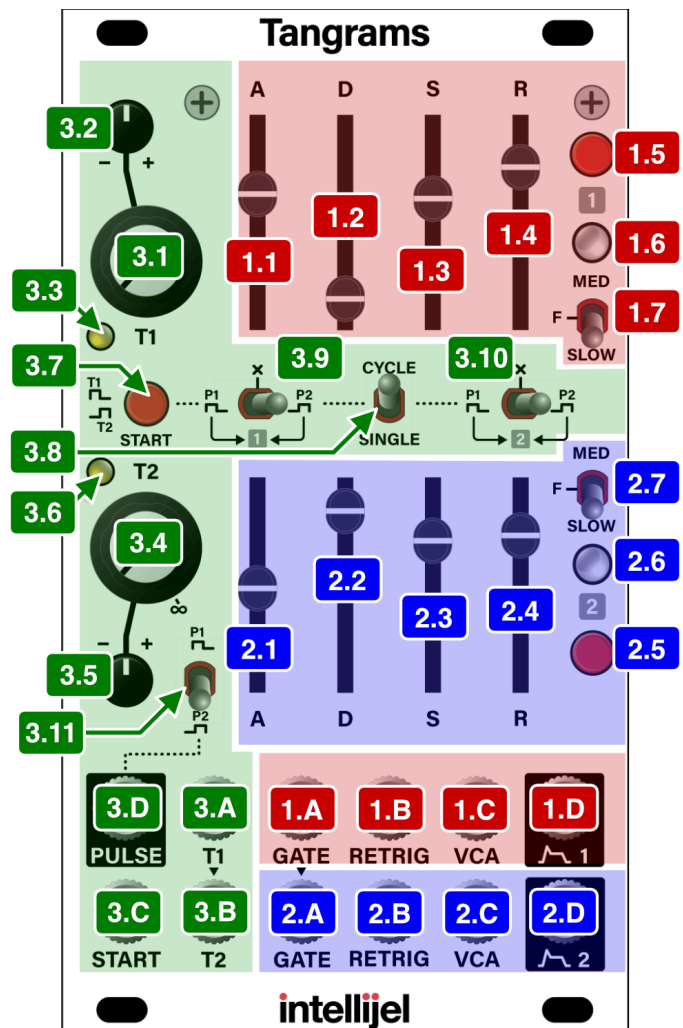 Tangrams
A D S R
3.2
1.5
- +
1
1.2
3.1
1.1 1.3 1.4
1.6
MED
3.3
F 1.7
T1
SLOW
3.7
3.9 3.10
× CYCLE ×
T1
P1 P2 P1 P2
T2
START 1 SINGLE 2
3.8
T2
MED
3.6
F 2.7
SLOW
3.4
2.2 2.6
2.3 2.4
2
∞
P1
- +
2.1 2.5
3.5
P2
3.11
A D S R
3.D 3.A 1.A 1.B 1.C 1.D
PULSE T1 GATE RETRIG VCA 1
3.C 3.B 2.A 2.B 2.C 2.D
START T2 GATE RETRIG VCA 2
intellijel